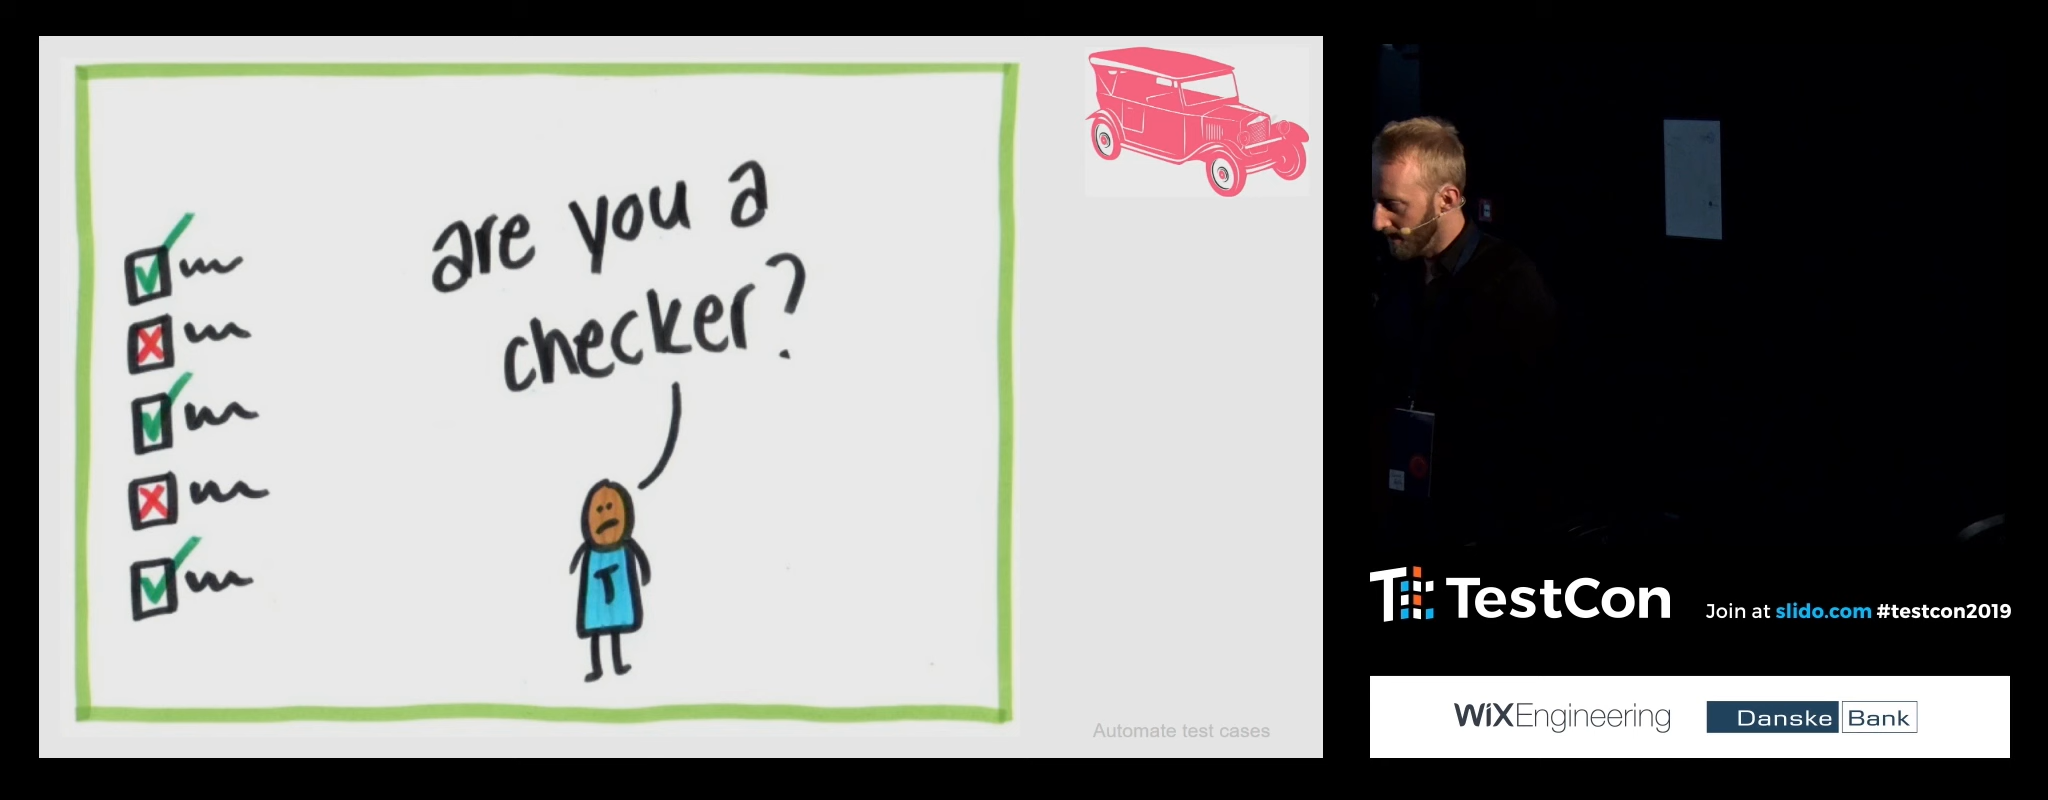 are you a
checker?
T
Automate test cases
TestCon
Join at slido.com #testcon2019
WiXEngineering
Danske Bank